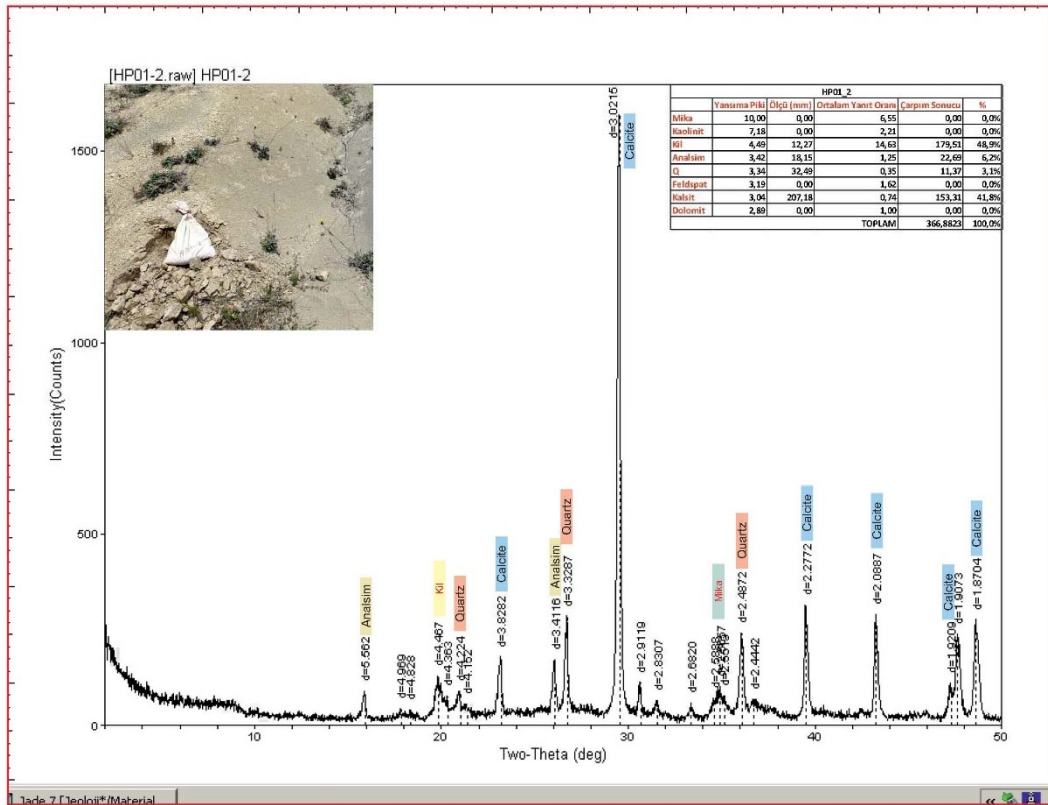 [HP01-2.raw] HP01-2
HP01_2
Yansıma Piki Ölçü (mm) Ortalam Yanıt Oranı Çarpım Sonucu %
Mika 10,00 0,00 6,55 0,00 0,0%
Kaolinit 7,18 0,00 2,21 0,00 0,0%
Kil 4,49 12,27 14,63 179,51 48,9%
Analsim 3,42 18,15 1,25 22,69 6,2%
Q 3,34 32,49 0,35 11,37 3,1%
Feldspat 3,19 0,00 1,62 0,00 0,0%
Kalsit 3,04 207,18 0,74 153,31 41,8%
Dolomit 2,89 0,00 1,00 0,00 0,0%
TOPLAM 366,8823 100,0%
Intensity(Counts)
1500
1000
500
0
Analsim
d=5.562
d=4.969
d=4.828
Kil
d=4.467
d=4.363
Quartz
d=4.224
d=4.152
Calcite
d=3.8282
Analsim
d=3.4116
Quartz
d=3.3287
d=3.0215
Calcite
d=2.9119
d=2.8307
d=2.6820
Mika
Quartz
d=2.4872
d=2.4442
Calcite
d=2.2772
Calcite
d=2.0887
Calcite
d=1.9209
d=1.9073
Calcite
d=1.8704
10 20 30 40 50
Two-Theta (deg)
Jade 7 [Jeoloji*/Material